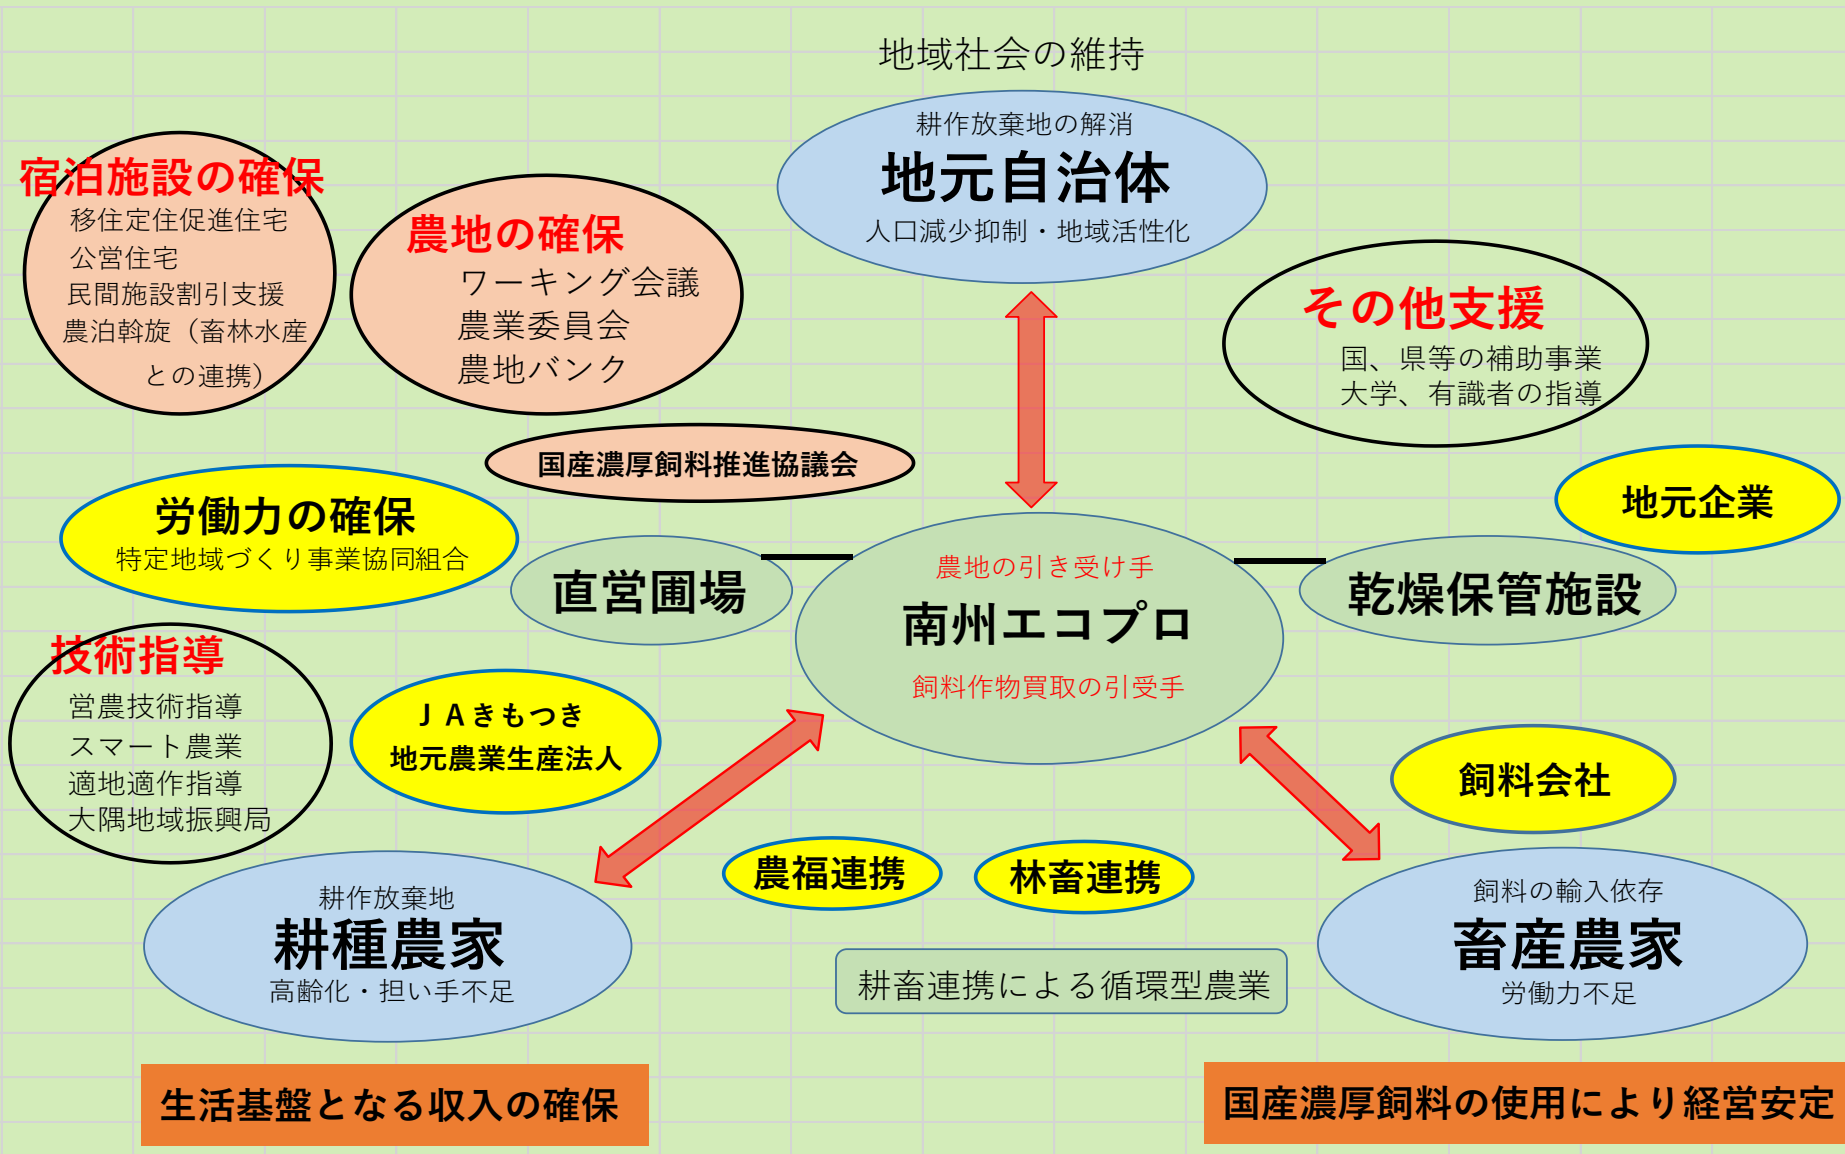 地域社会の維持
耕作放棄地の解消
地元自治体
人口減少抑制・地域活性化
宿泊施設の確保
移住定住促進住宅
公営住宅
民間施設割引支援
農泊斡旋（畜林水産
との連携）
農地の確保
ワーキング会議
農業委員会
農地バンク
その他支援
国、県等の補助事業
大学、有識者の指導
国産濃厚飼料推進協議会
地元企業
労働力の確保
特定地域づくり事業協同組合
直営圃場
農地の引き受け手
南州エコプロ
飼料作物買取の引受手
乾燥保管施設
技術指導
営農技術指導
スマート農業
適地適作指導
大隅地域振興局
ＪＡきもつき
地元農業生産法人
飼料会社
農福連携
林畜連携
耕作放棄地
耕種農家
高齢化・担い手不足
耕畜連携による循環型農業
飼料の輸入依存
畜産農家
労働力不足
生活基盤となる収入の確保
国産濃厚飼料の使用により経営安定